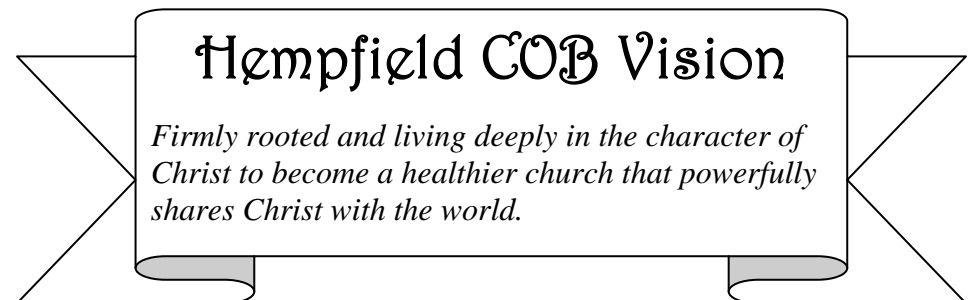 Hempfield COB Vision
Firmly rooted and living deeply in the character of
Christ to become a healthier church that powerfully
shares Christ with the world.